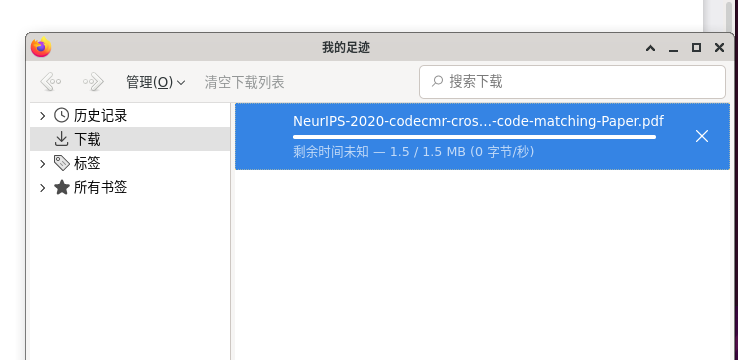 我的足迹
管理(O)
清空下载列表
搜索下载
历史记录
下载
标签
所有书签
NeurIPS-2020-codecmr-cros…-code-matching-Paper.pdf
剩余时间未知 — 1.5 / 1.5 MB (0 字节/秒)